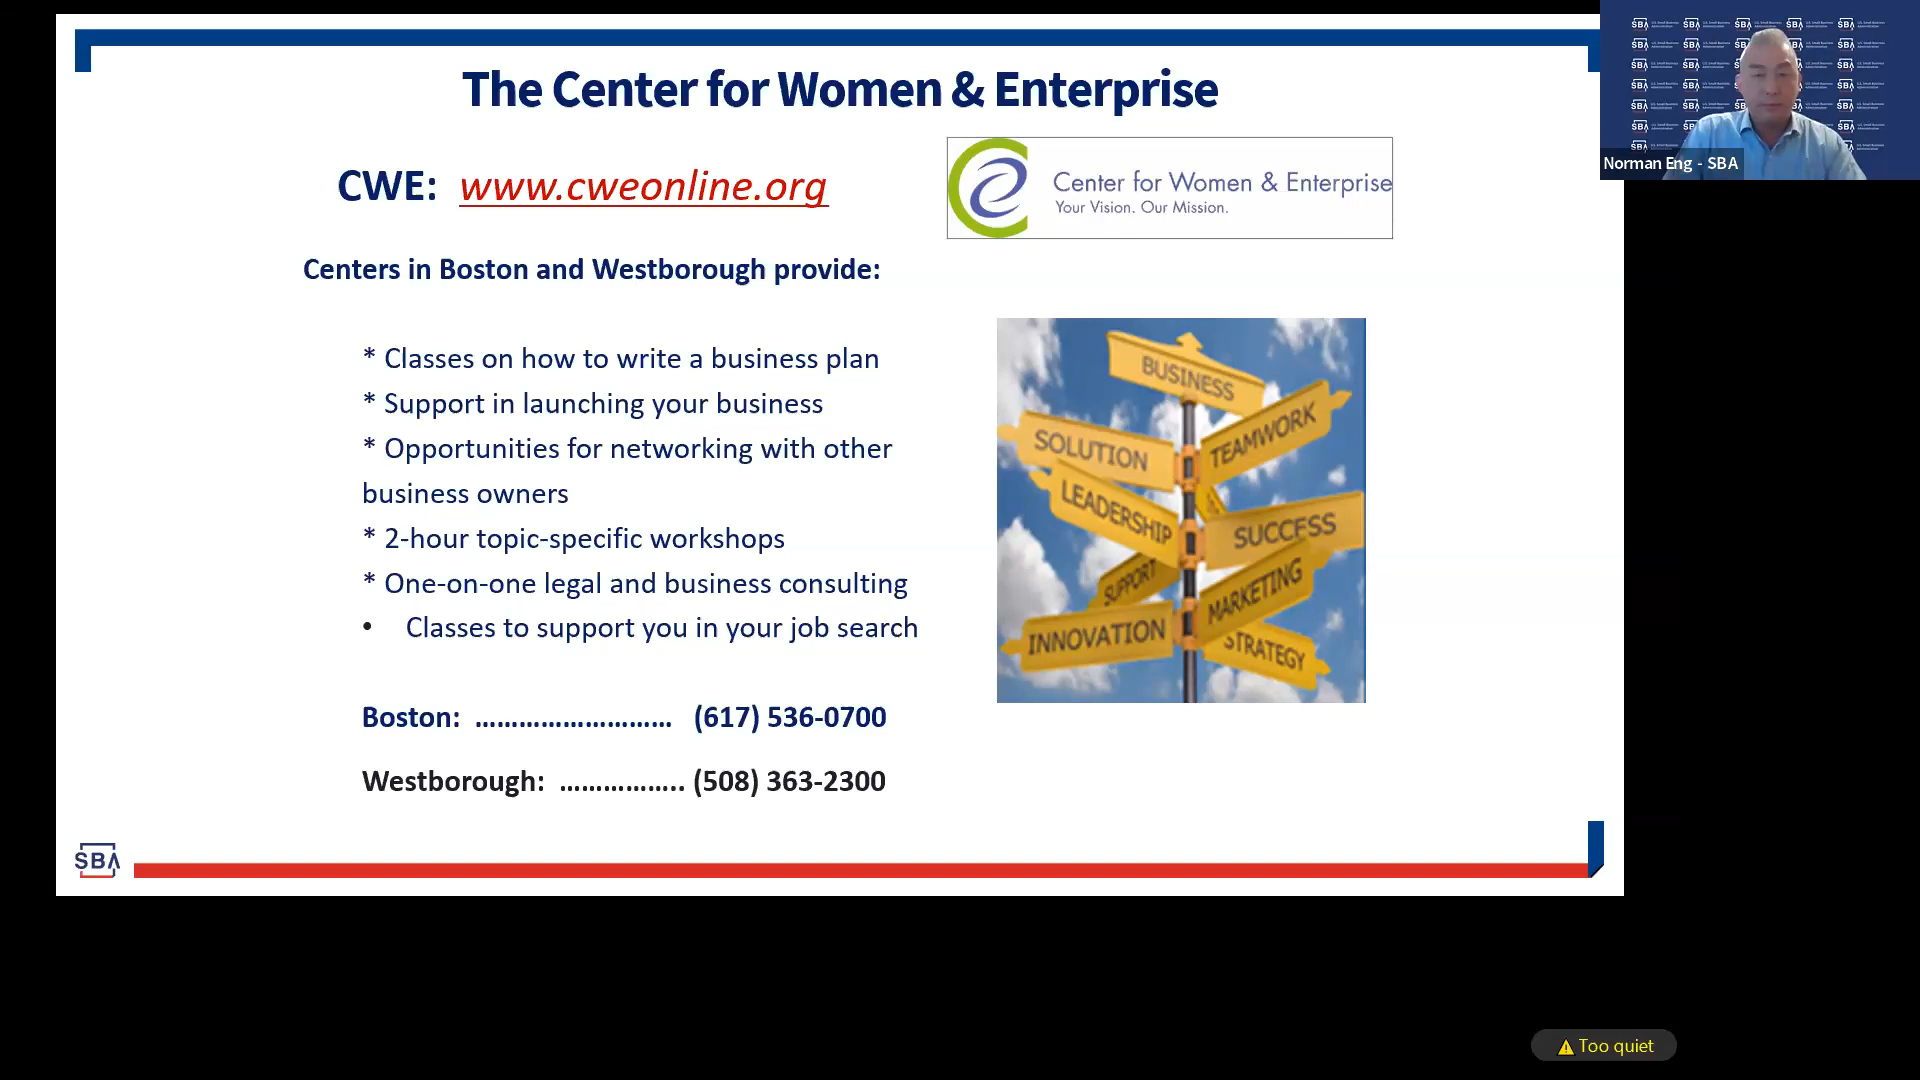 The Center for Women & Enterprise
CWE: www.cweonline.org
Center for Women & Enterprise
Your Vision. Our Mission.
Centers in Boston and Westborough provide:
* Classes on how to write a business plan
* Support in launching your business
* Opportunities for networking with other
business owners
* 2-hour topic-specific workshops
* One-on-one legal and business consulting
• Classes to support you in your job search
Boston: ........................... (617) 536-0700
Westborough: ................. (508) 363-2300
BUSINESS
TEAMWORK
SOLUTION
LEADERSHIP
SUCCESS
SUPPORT
MARKETING
INNOVATION
STRATEGY
SBA
Norman Eng - SBA
Too quiet